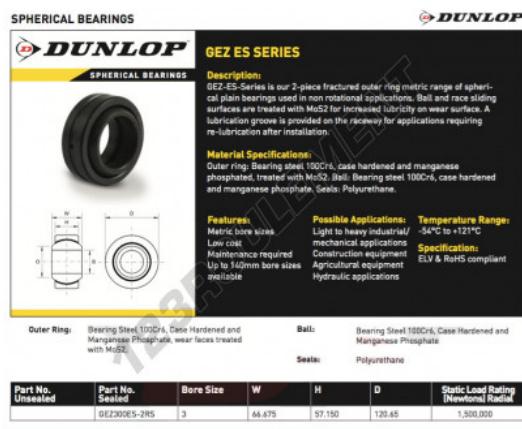 SPHERICAL BEARINGS
DUNLOP
DUNLOP
SPHERICAL BEARINGS
GEZ ES SERIES
Description:
GEZ-ES-Series is our 2-piece fractured outer ring metric range of spheri-
cal plain bearings used in non rotational applications. Ball and race sliding
surfaces are treated with MoS2 for increased lubricity on wear surface. A
lubrication groove is provided on the raceway for applications requiring
re-lubrication after installation.
Material Specifications:
Outer ring: Bearing steel 100Cr6, case hardened and manganese
phosphated, treated with MoS2. Ball: Bearing steel 100Cr6, case hardened
and manganese phosphate. Seals: Polyurethane.
Features:
Metric bore sizes
Low cost
Maintenance required
Up to 140mm bore sizes
available
Possible Applications:
Light to heavy industrial/
mechanical applications
Construction equipment
Agricultural equipment
Hydraulic applications
Temperature Range:
-54°C to +121°C
Specification:
ELV & RoHS compliant
W
H
D
B
123ROULEMENT
Outer Ring:
Bearing Steel 100Cr6, Case Hardened and
Manganese Phosphate, wear faces treated
with MoS2.
Ball:
Bearing Steel 100Cr6, Case Hardened and
Manganese Phosphate
Seals:
Polyurethane
Part No. Unsealed Part No. Sealed Bore Size W H D Static Load Rating (Newtons) Radial
GEZ300ES-2RS 3 66.675 57.150 120.65 1,500,000